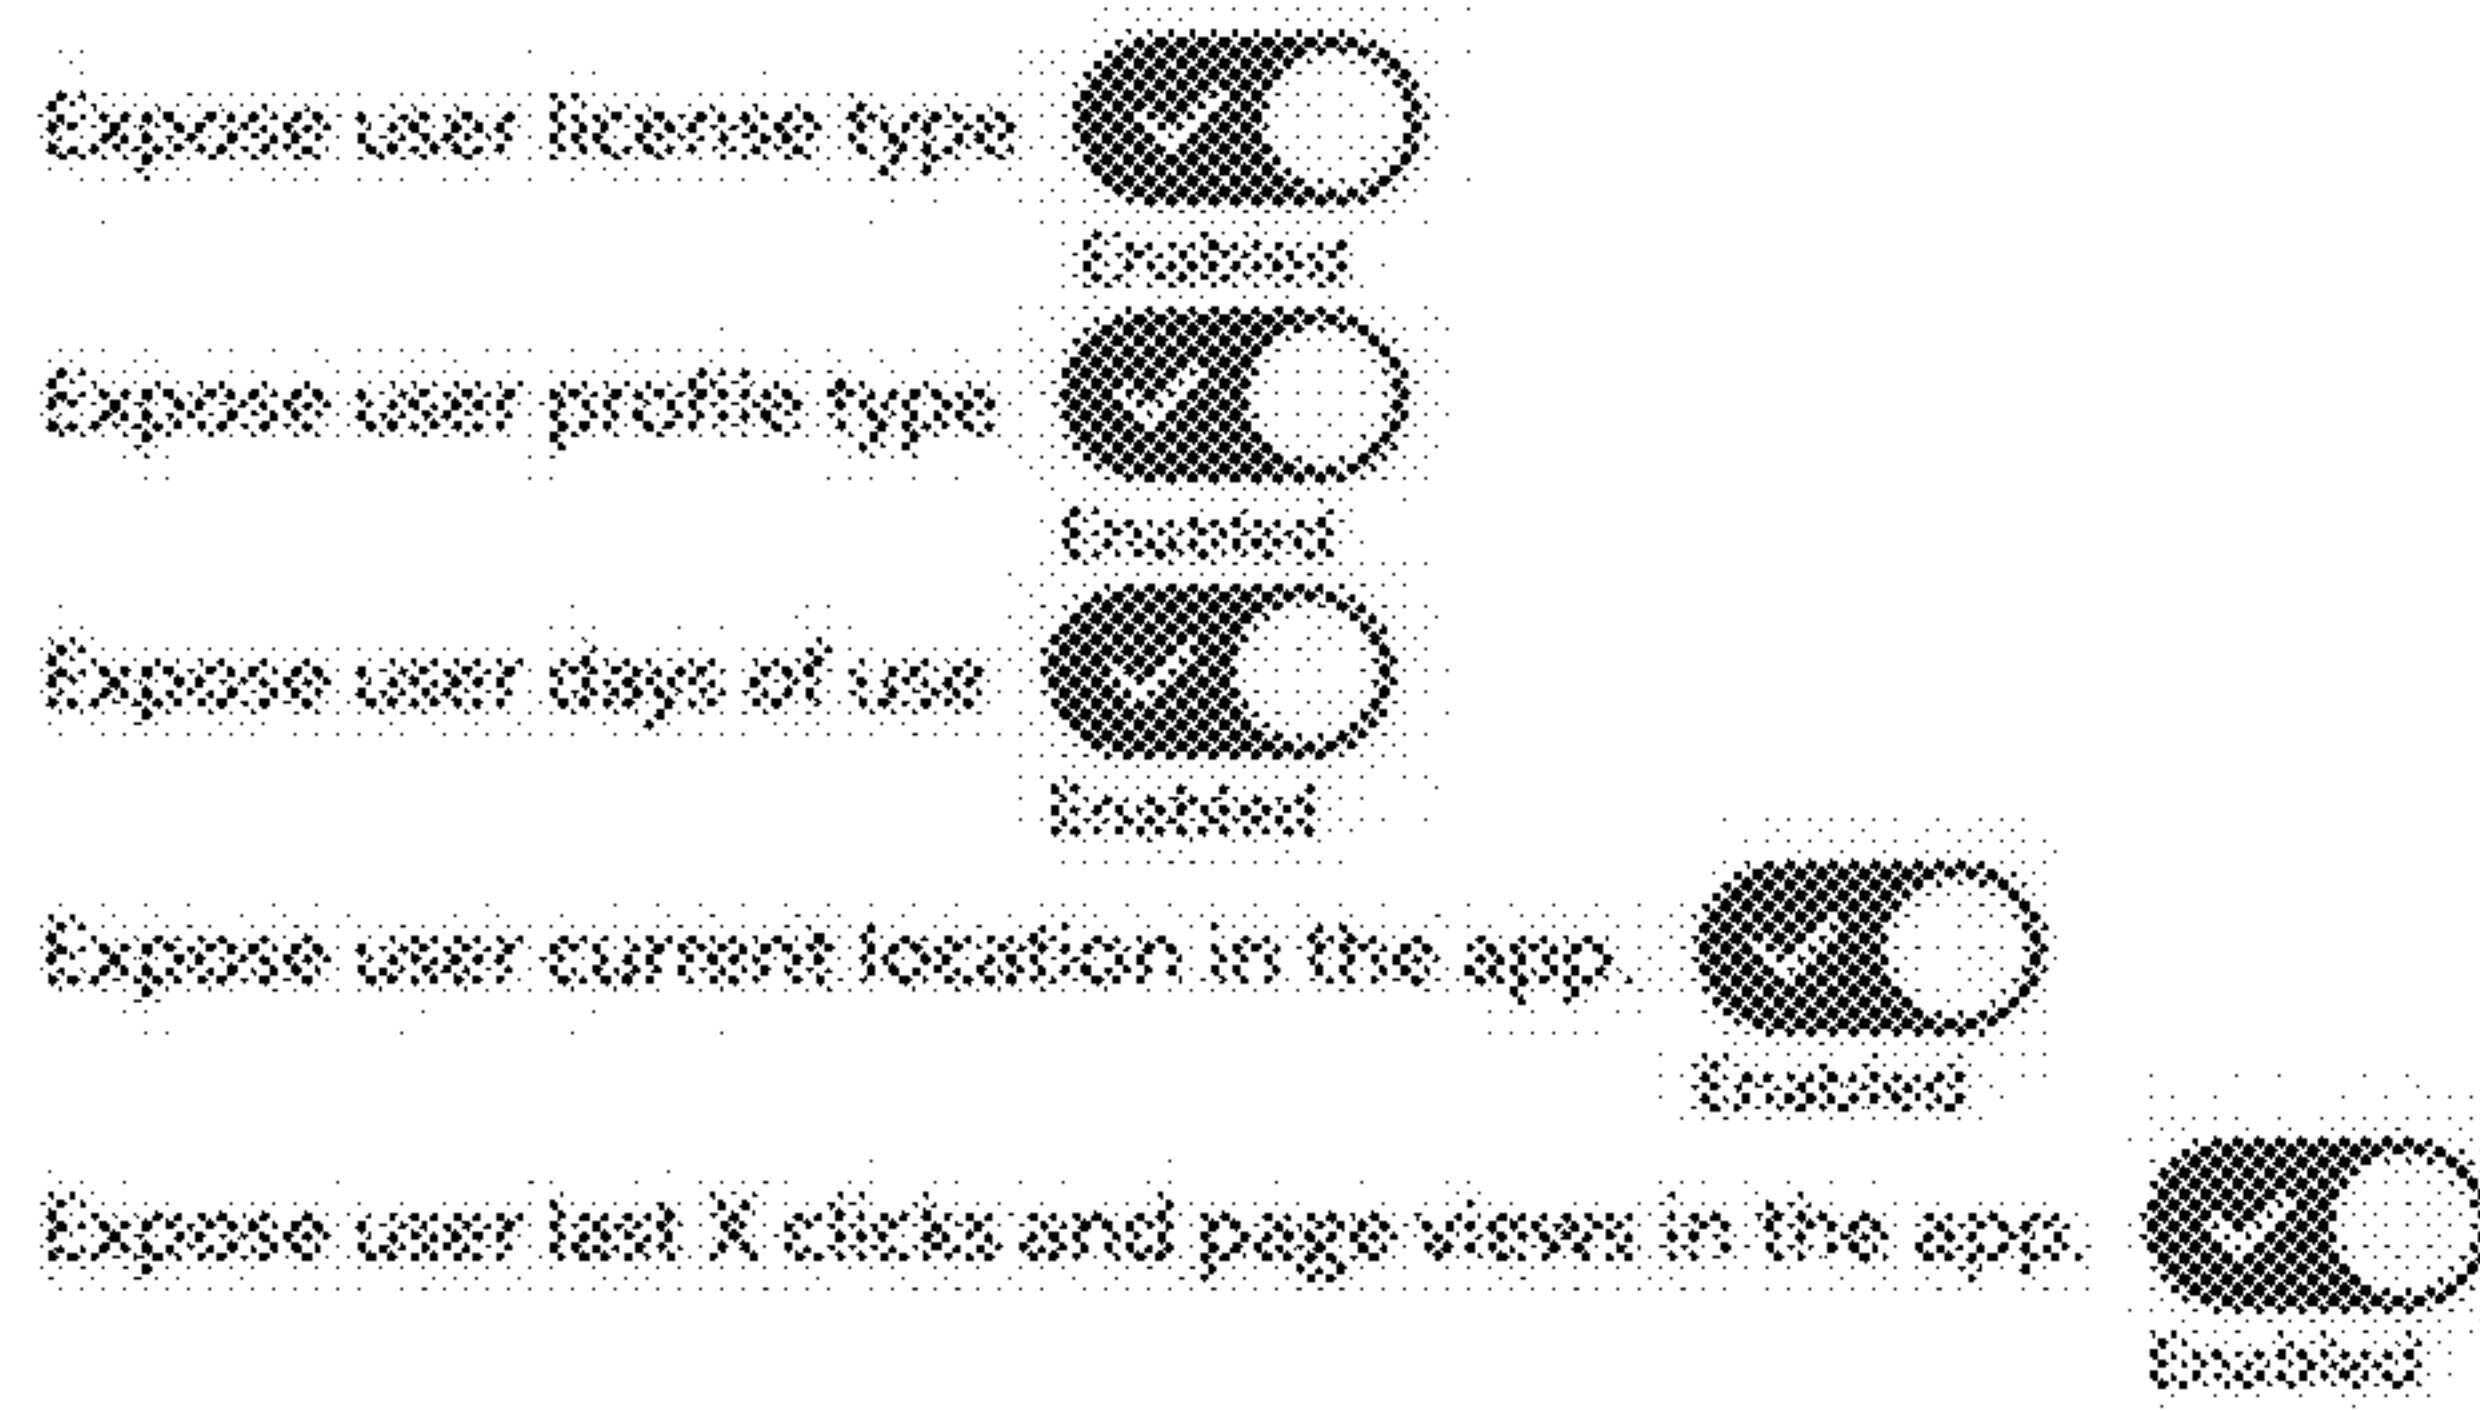 Expose user license type
Enabled
Expose user profile type
Enabled
Expose user days of use
Enabled
Expose user current location in the app.
Enabled
Expose user last X clicks and page views in the app.
Enabled